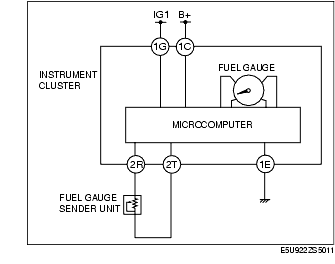 IG1 B+
1G 1C
INSTRUMENT
CLUSTER
FUEL GAUGE
MICROCOMPUTER
2R 2T 1E
FUEL GAUGE
SENDER UNIT
E5U922ZS5011